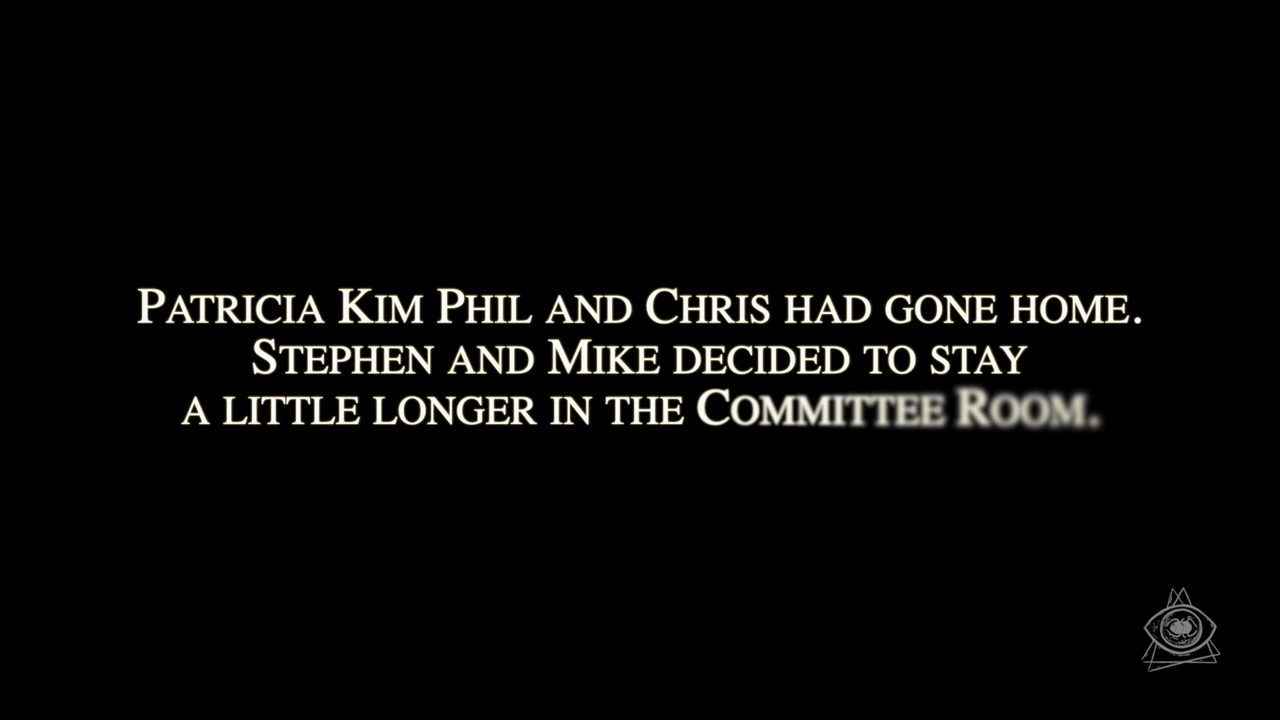 Patricia Kim Phil and Chris had gone home.
Stephen and Mike decided to stay
a little longer in the Committee Room.